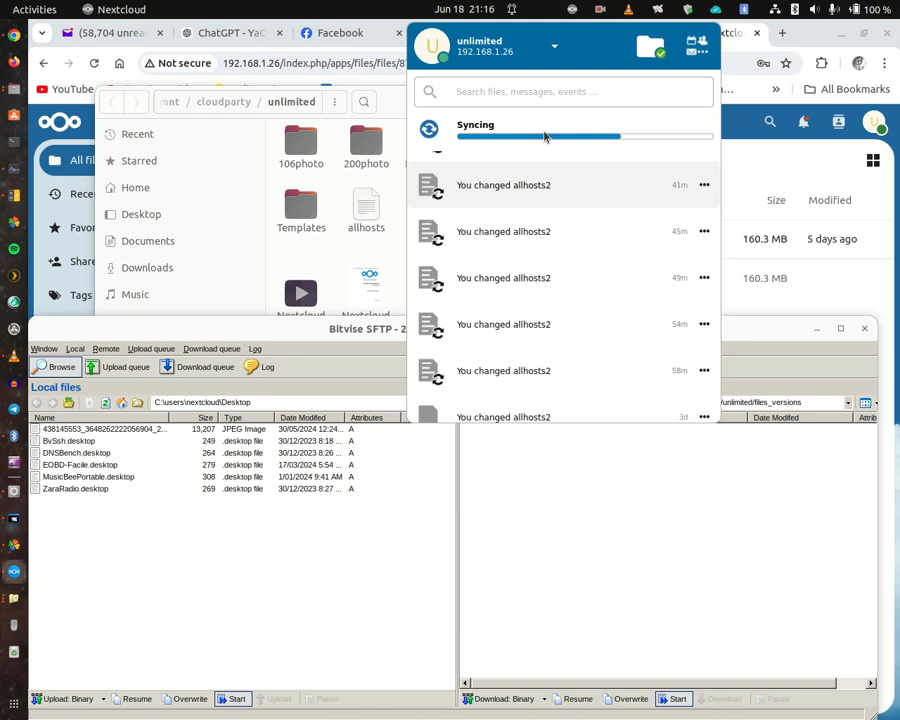 Activities Nextcloud Jun 18 21:16 100 %
(58,704 unrea ChatGPT - YaC Facebook xtclo
Not secure 192.168.1.26/index.php/apps/files/files/8
YouTube » All Bookmarks
unlimited
192.168.1.26
Search files, messages, events ...
Syncing
You changed allhosts2 41m
You changed allhosts2 45m
You changed allhosts2 49m
You changed allhosts2 54m
You changed allhosts2 58m
You changed allhosts2 3d
All fil
Rece
Favor
Share
Tags
mnt / cloudparty / unlimited
Recent
Starred
Home
Desktop
Documents
Downloads
Music
106photo 200photo
Templates allhosts
Nextcloud Nextcloud
Size Modified
160.3 MB 5 days ago
160.3 MB
Bitvise SFTP - 2
Window Local Remote Upload queue Download queue Log
Browse Upload queue Download queue Log
Local files
C:\users\nextcloud\Desktop
/unlimited/files_versions
Name Size Type Date Modifed Attributes
Date Modified Attrib
438145553_3648262222056904_2... 13,207 JPEG Image 30/05/2024 12:24... A
BvSsh.desktop 249 .desktop file 30/12/2023 8:18 ... A
DNSBench.desktop 264 .desktop file 30/12/2023 8:26 ... A
EOBD-Facile.desktop 279 .desktop file 17/03/2024 5:54 ... A
MusicBeePortable.desktop 308 .desktop file 1/01/2024 9:41 AM A
ZaraRadio.desktop 269 .desktop file 30/12/2023 8:27 ... A
Upload: Binary Resume Overwrite Start Upload Pause
Download: Binary Resume Overwrite Start Download Pause